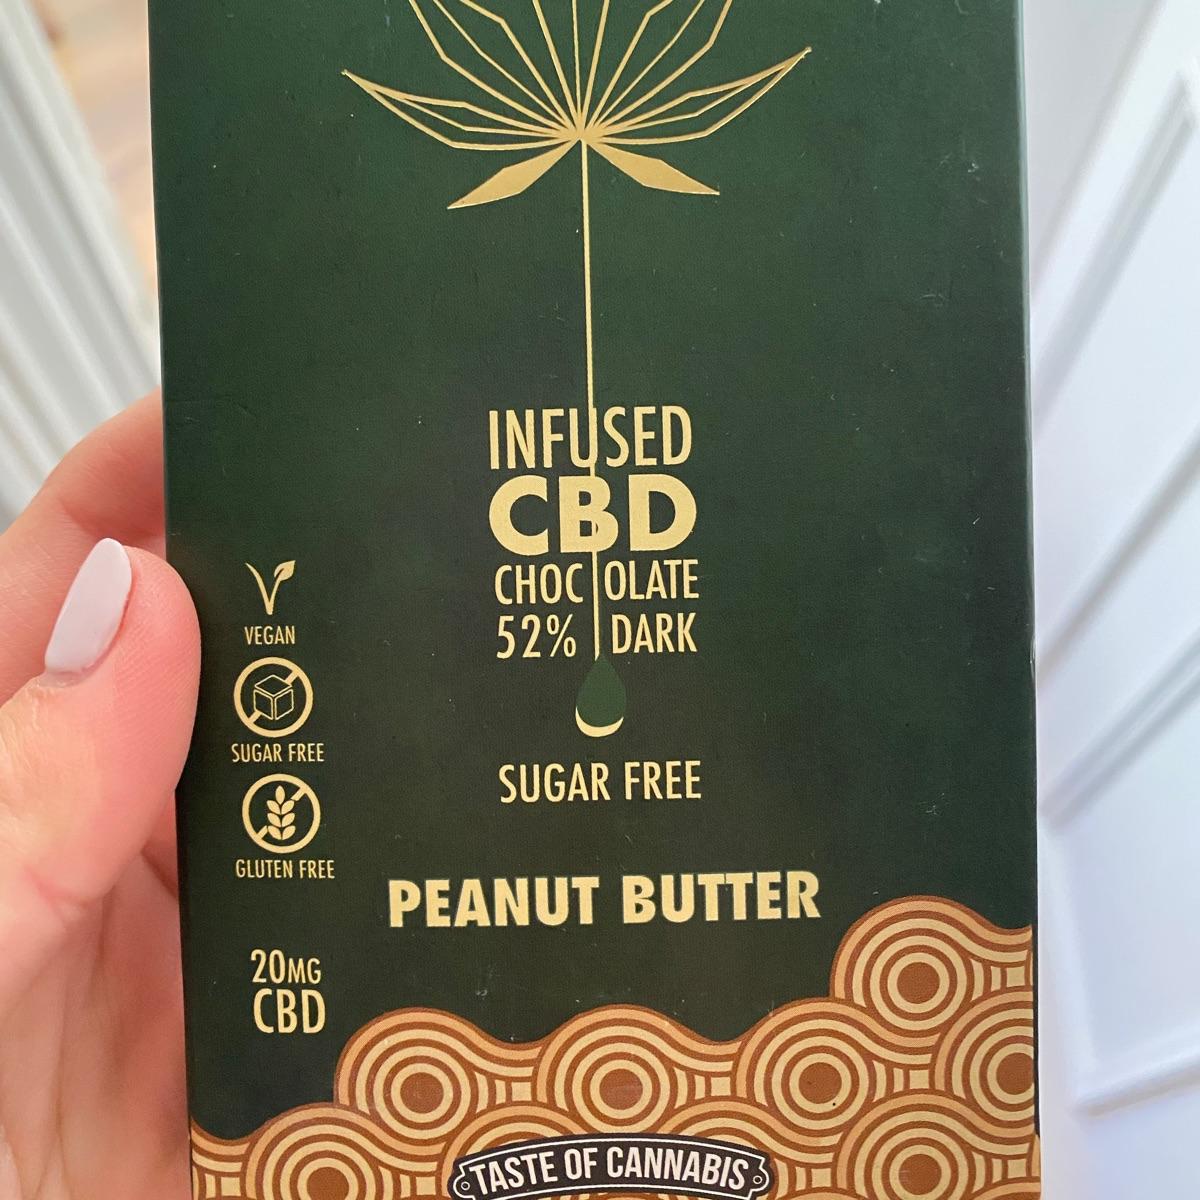 INFUSED
CBD
CHOCOLATE
52% DARK
SUGAR FREE
VEGAN
SUGAR FREE
GLUTEN FREE
20MG
CBD
PEANUT BUTTER
TASTE OF CANNABIS